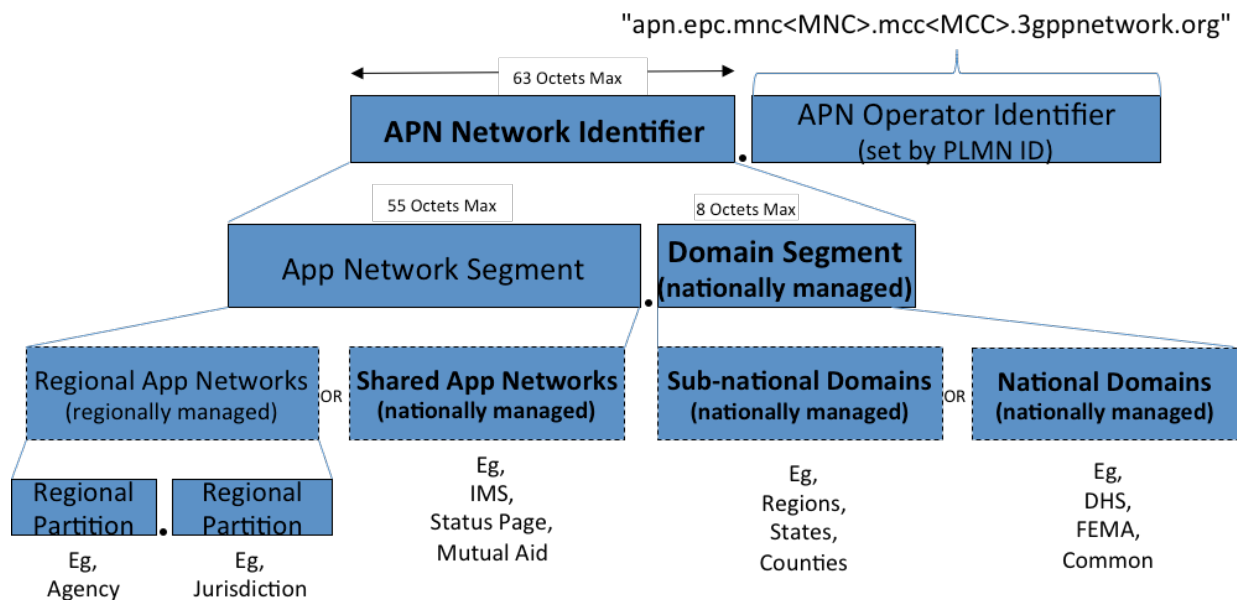 "apn.epc.mnc<MNC>.mcc<MCC>.3gppnetwork.org"
63 Octets Max
APN Network Identifier
.
APN Operator Identifier
(set by PLMN ID)
55 Octets Max
8 Octets Max
App Network Segment
.
Domain Segment
(nationally managed)
Regional App Networks
(regionally managed)
OR
Shared App Networks
(nationally managed)
Sub-national Domains
(nationally managed)
OR
National Domains
(nationally managed)
Regional
Partition
.
Regional
Partition
Eg,
Agency
Eg,
Jurisdiction
Eg,
IMS,
Status Page,
Mutual Aid
Eg,
Regions,
States,
Counties
Eg,
DHS,
FEMA,
Common